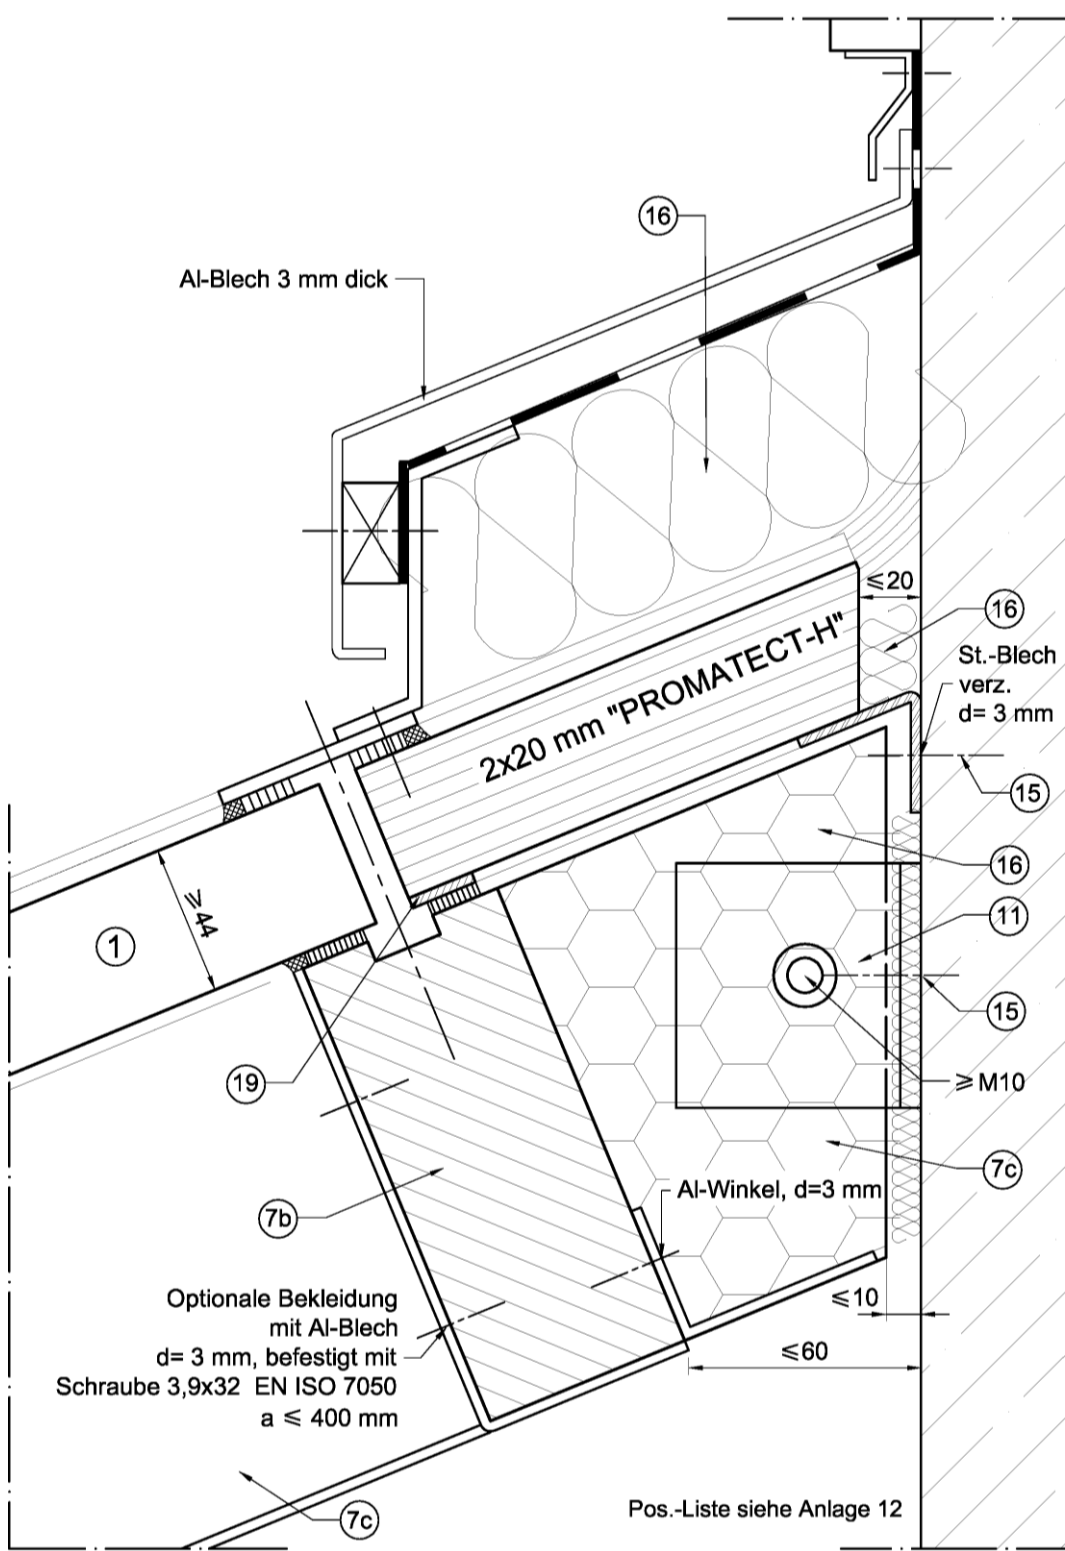 16
Al-Blech 3 mm dick
≤20
16
St.-Blech
verz.
d= 3 mm
2x20 mm "PROMATECT-H"
15
16
≥44
1
11
15
19
≥ M10
7c
Al-Winkel, d=3 mm
7b
Optionale Bekleidung
mit Al-Blech
d= 3 mm, befestigt mit
Schraube 3,9x32 EN ISO 7050
a ≤ 400 mm
≤10
≤60
7c
Pos.-Liste siehe Anlage 12